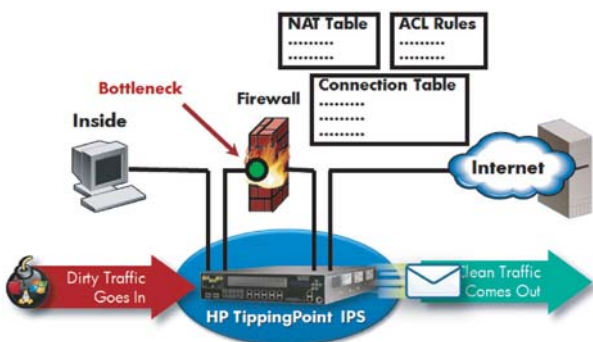 NAT Table
.........
.........
ACL Rules
.........
.........
Bottleneck
Firewall
Connection Table
.........
.........
.........
Inside
Internet
Dirty Traffic
Goes In
Clean Traffic
Comes Out
HP TippingPoint IPS